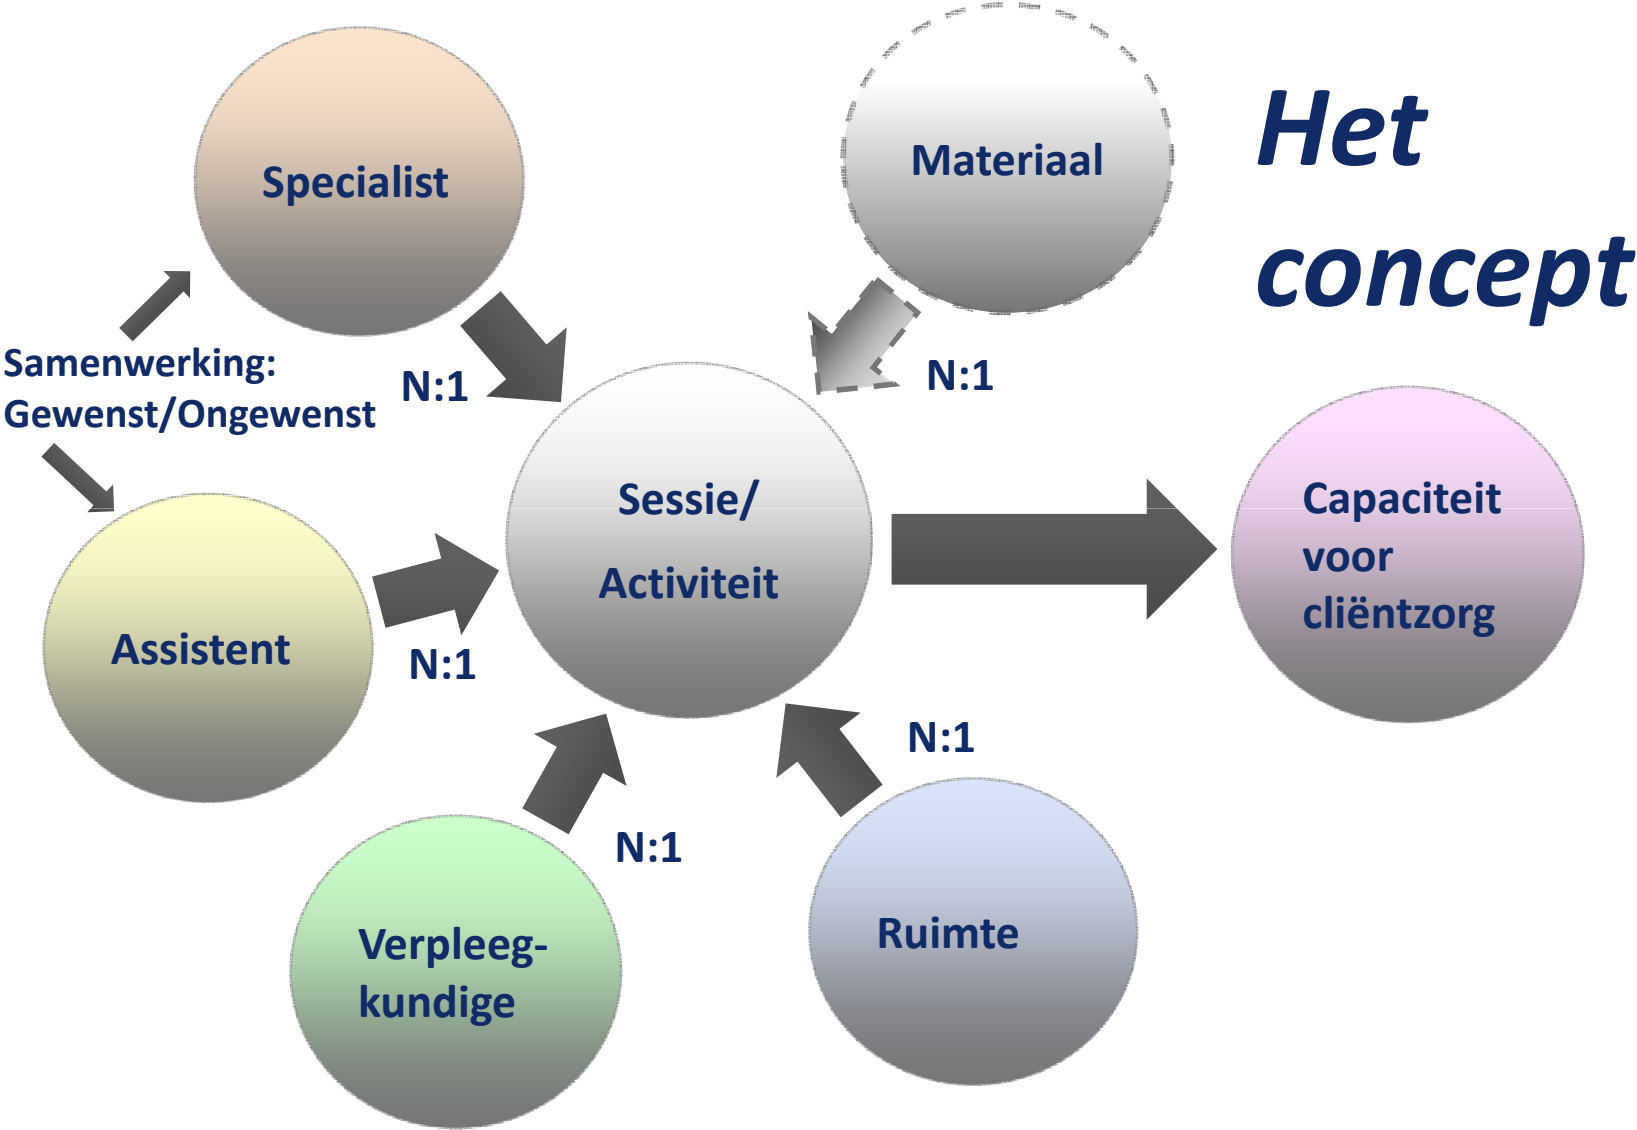 Het
concept
Specialist
Materiaal
Samenwerking:
Gewenst/Ongewenst
N:1
N:1
Sessie/
Activiteit
Capaciteit
voor
cliëntzorg
Assistent
N:1
N:1
N:1
Verpleeg-
kundige
Ruimte